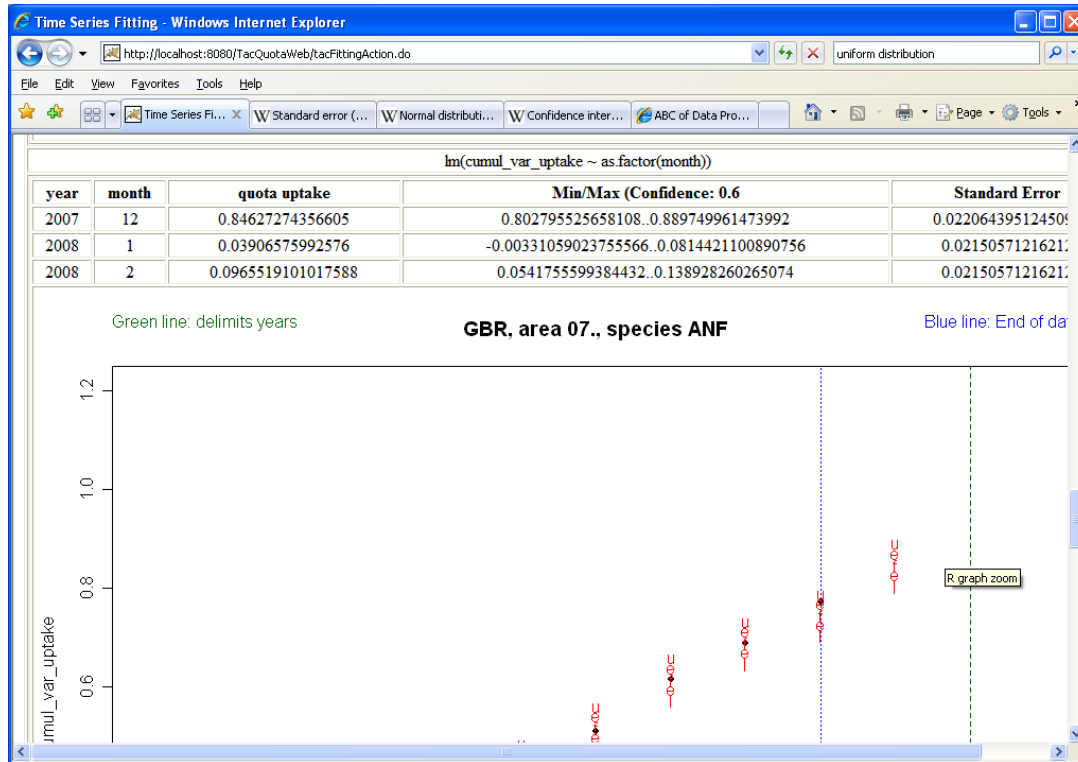 Time Series Fitting - Windows Internet Explorer
http://localhost:8080/TacQuotaWeb/tacFittingAction.do uniform distribution
File Edit View Favorites Tools Help
Time Series Fi... X W Standard error (... W Normal distributi... W Confidence inter... ABC of Data Pro... Page Tools
lm(cumul_var_uptake ~ as.factor(month))
year month quota uptake Min/Max (Confidence: 0.6 Standard Error
2007 12 0.84627274356605 0.802795525658108..0.889749961473992 0.02206439512450
2008 1 0.03906575992576 -0.00331059023755566..0.0814421100890756 0.0215057121621
2008 2 0.0965519101017588 0.0541755599384432..0.138928260265074 0.0215057121621
Green line: delimits years GBR, area 07., species ANF Blue line: End of da
1.2
1.0
0.8
R graph zoom
0.6
umul_var_uptake